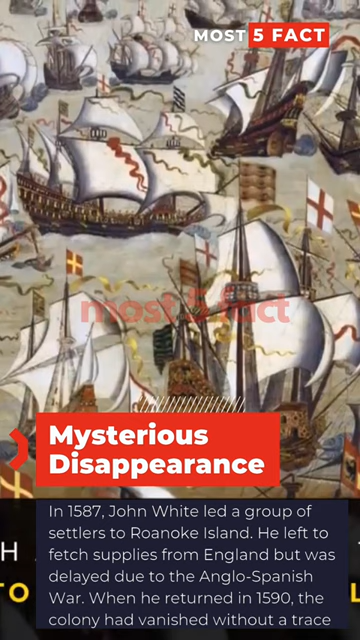 MOST 5 FACT
most 5 fact
Mysterious
Disappearance
In 1587, John White led a group of
settlers to Roanoke Island. He left to
fetch supplies from England but was
delayed due to the Anglo-Spanish
War. When he returned in 1590, the
colony had vanished without a trace